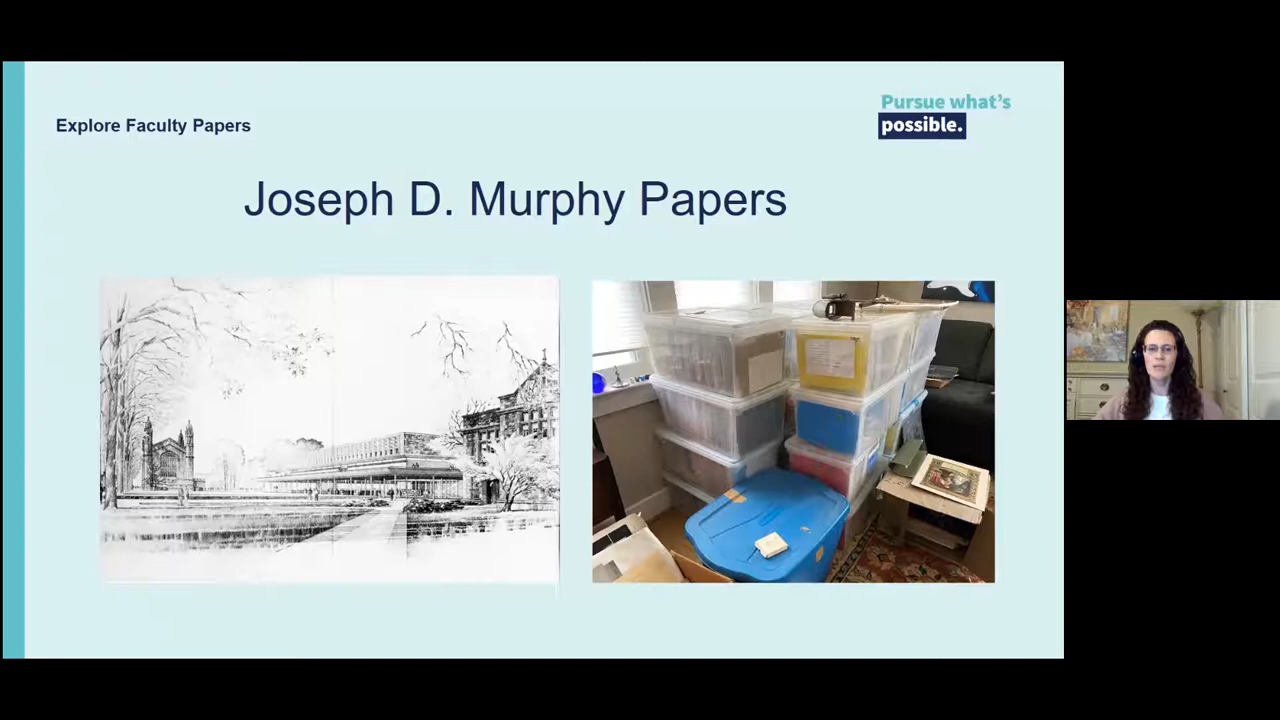 Explore Faculty Papers
Pursue what's
possible.
Joseph D. Murphy Papers